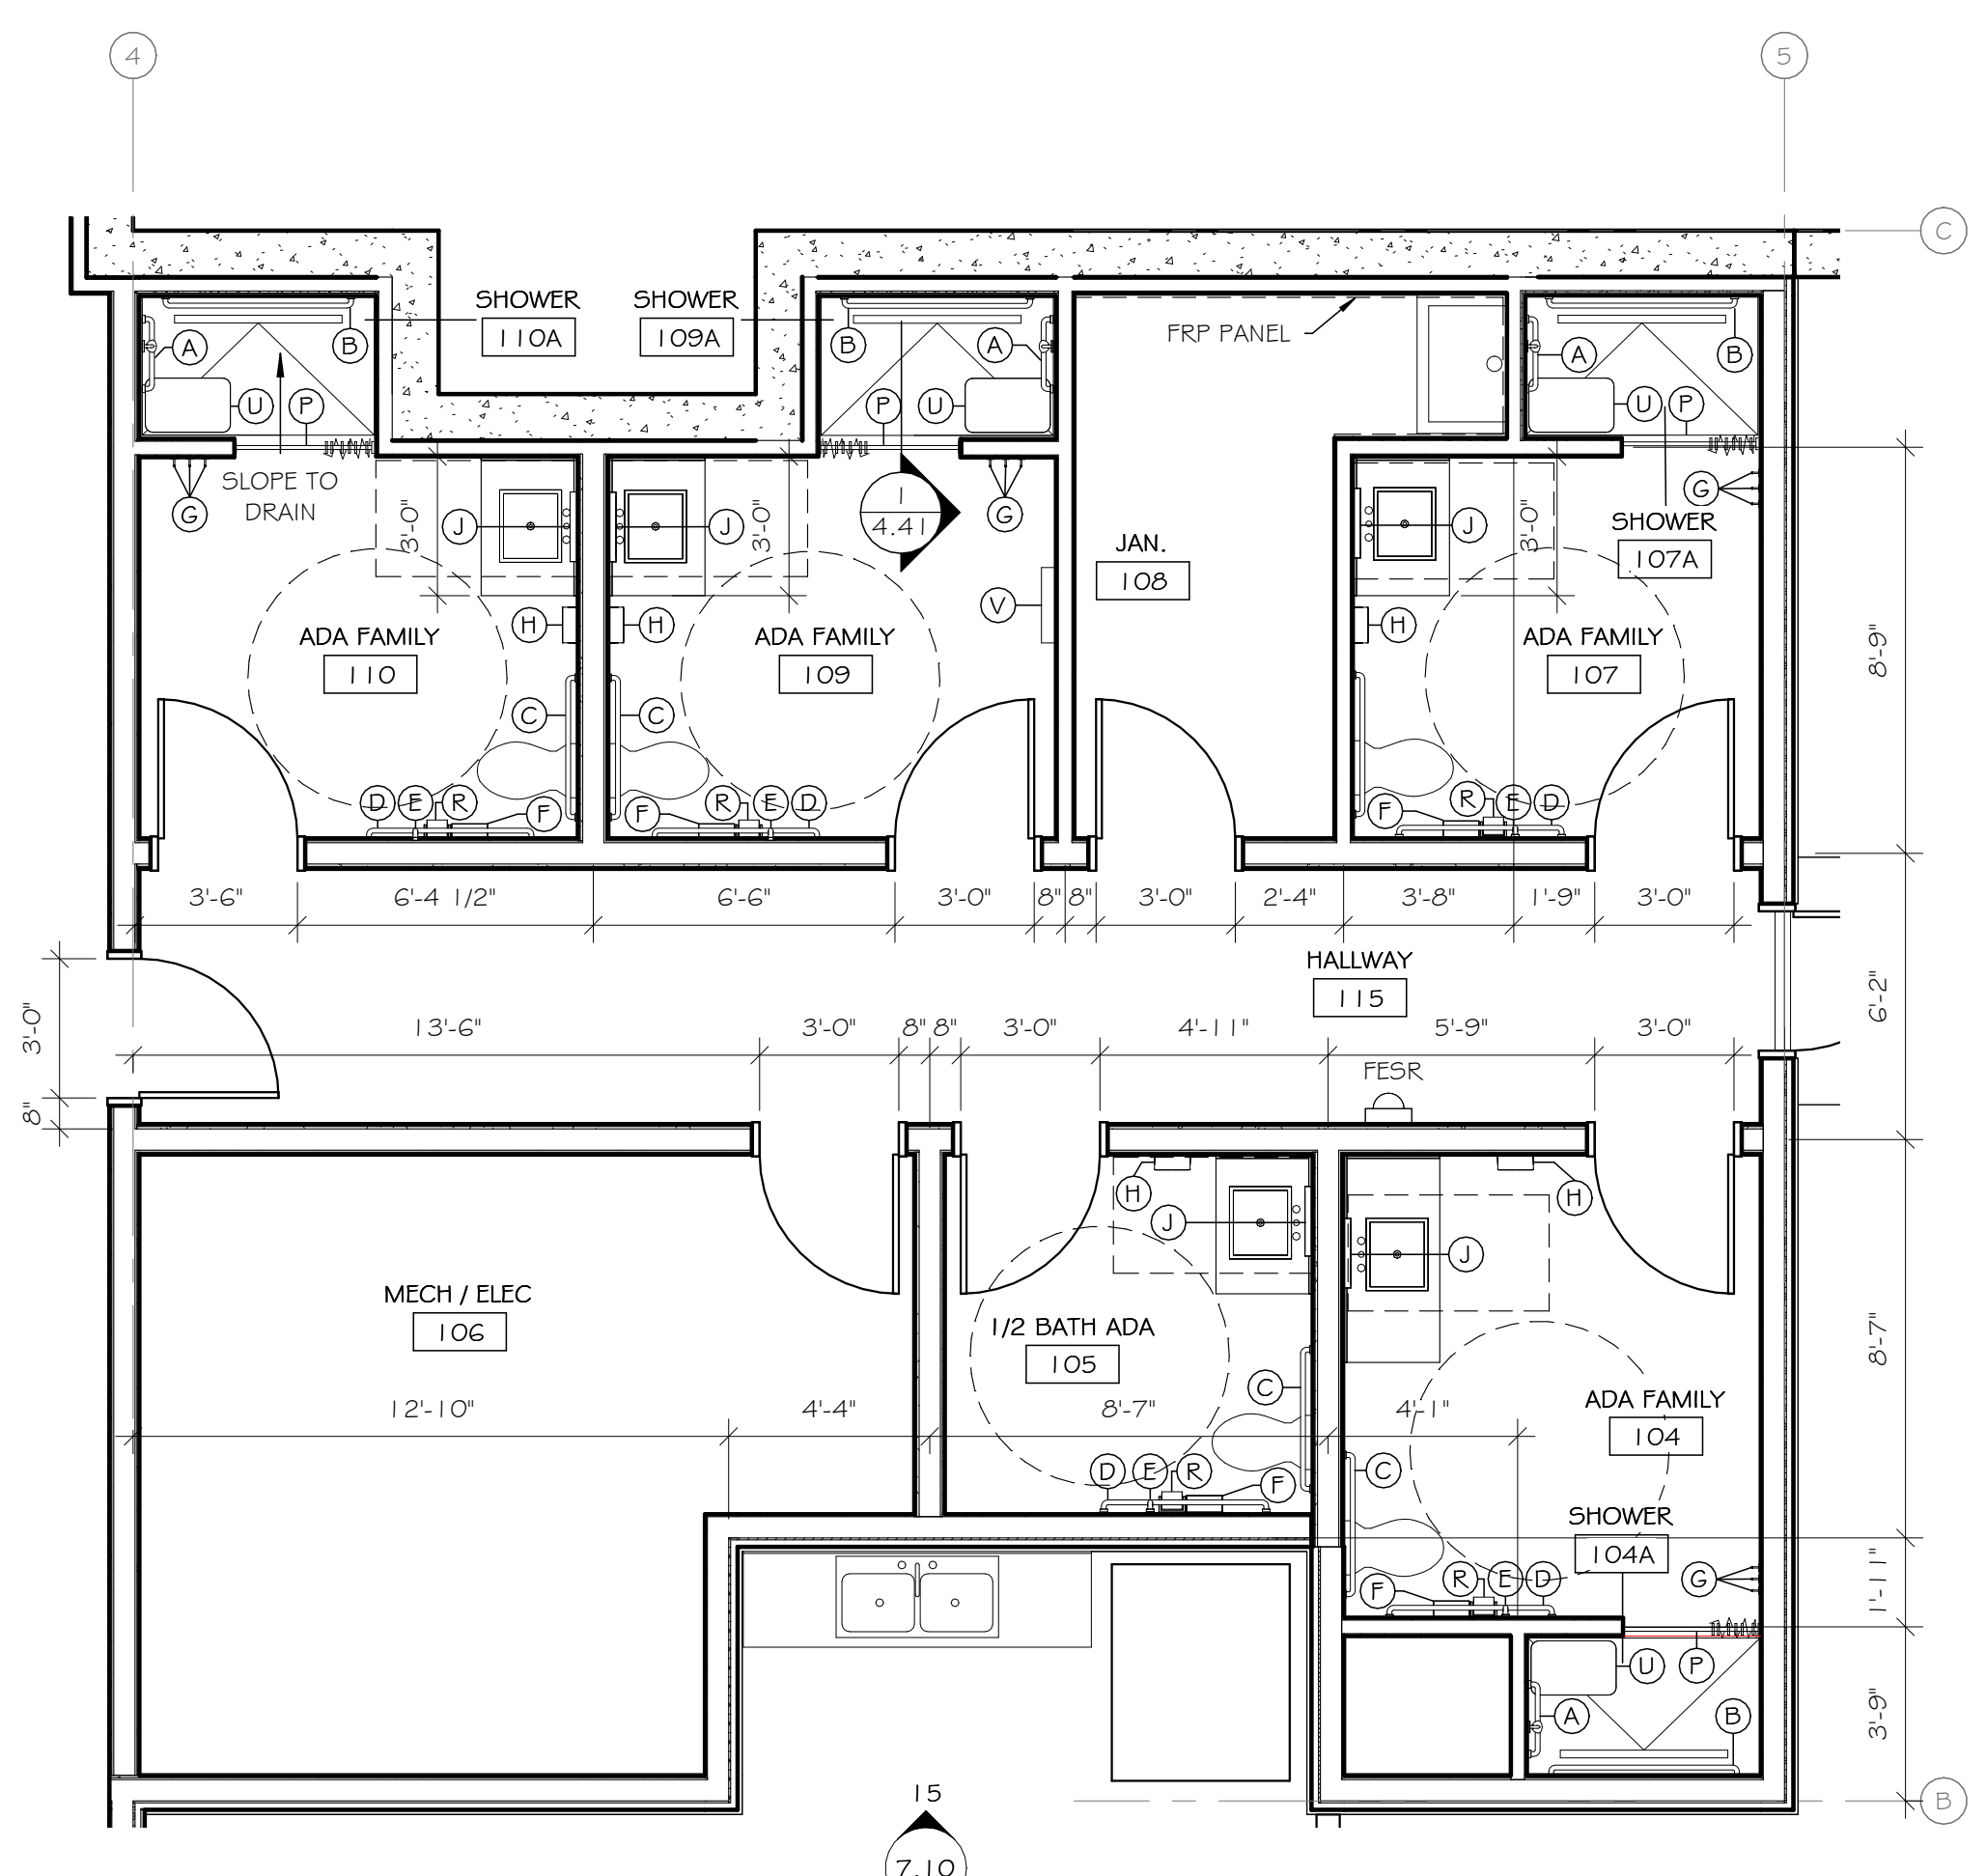 4
5
C
SHOWER
110A
SHOWER
109A
FRP PANEL
A
B
B
A
A
B
U
P
P
U
U
P
SLOPE TO
DRAIN
G
J
3'-0"
J
3'-0"
1
4.41
G
J
3'-0"
G
SHOWER
107A
JAN.
108
H
H
V
H
ADA FAMILY
110
ADA FAMILY
109
ADA FAMILY
107
8'-9"
C
C
D
E
R
F
F
R
E
D
F
R
E
D
3'-6"
6'-4 1/2"
6'-6"
3'-0"
8"
8"
3'-0"
2'-4"
3'-8"
1'-9"
3'-0"
HALLWAY
115
6'-2"
3'-0"
13'-6"
3'-0"
8"
8"
3'-0"
4'-11"
5'-9"
3'-0"
FESR
8"
H
J
H
J
MECH / ELEC
106
1/2 BATH ADA
105
8'-7"
C
ADA FAMILY
104
12'-10"
4'-4"
8'-7"
4'-1"
D
E
R
F
C
SHOWER
104A
F
R
E
D
G
1'-11"
U
P
A
B
3'-9"
15
7.10
B